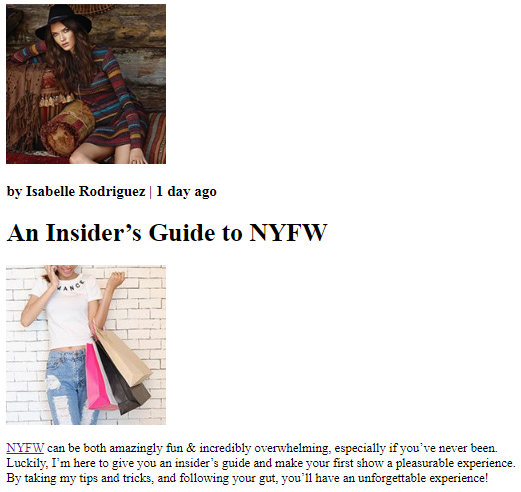 by Isabelle Rodriguez | 1 day ago
An Insider’s Guide to NYFW
MANCE
NYFW can be both amazingly fun & incredibly overwhelming, especially if you’ve never been.
Luckily, I’m here to give you an insider’s guide and make your first show a pleasurable experience.
By taking my tips and tricks, and following your gut, you’ll have an unforgettable experience!